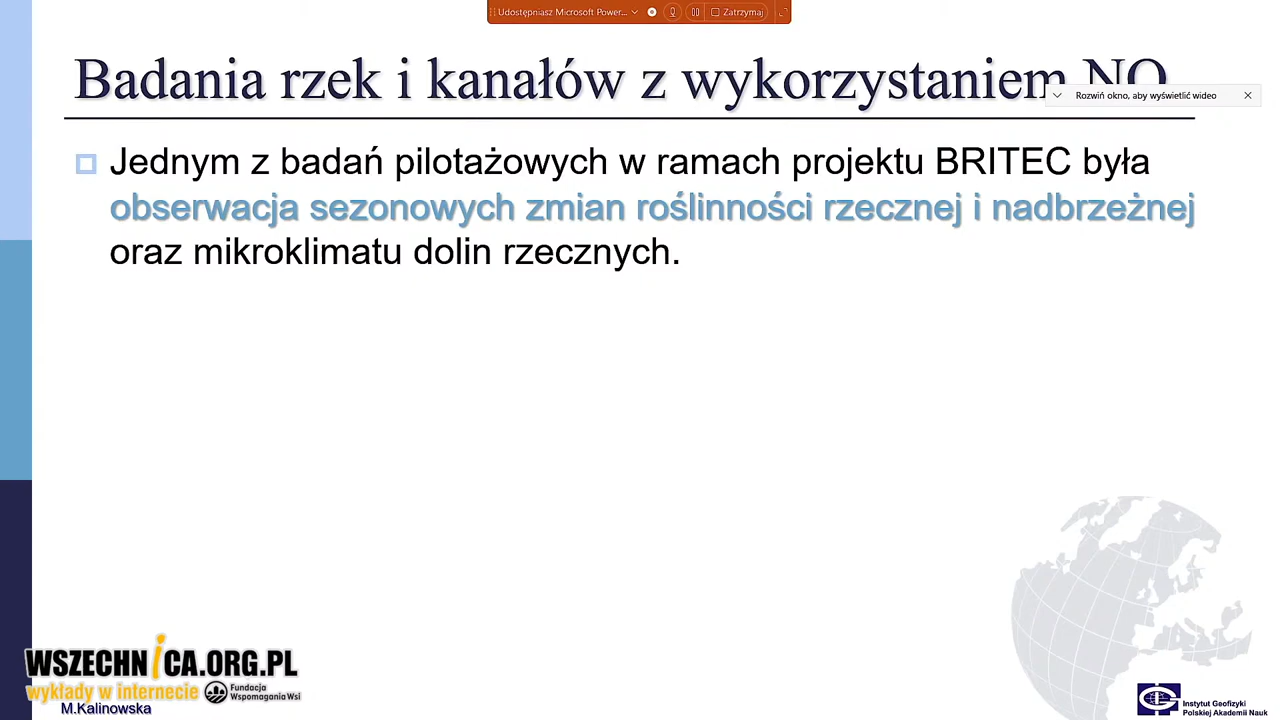 Udostępniasz Microsoft Power...
Zatrzymaj
Badania rzek i kanałów z wykorzystaniem NO
Rozwiń okno, aby wyświetlić wideo
Jednym z badań pilotażowych w ramach projektu BRITEC była
obserwacja sezonowych zmian roślinności rzecznej i nadbrzeżnej
oraz mikroklimatu dolin rzecznych.
WSZECHNICA.ORG.PL
wykłady w internecie
Fundacja
Wspomagania Wsi
M.Kalinowska
Instytut Geofizyki
Polskiej Akademii Nauk